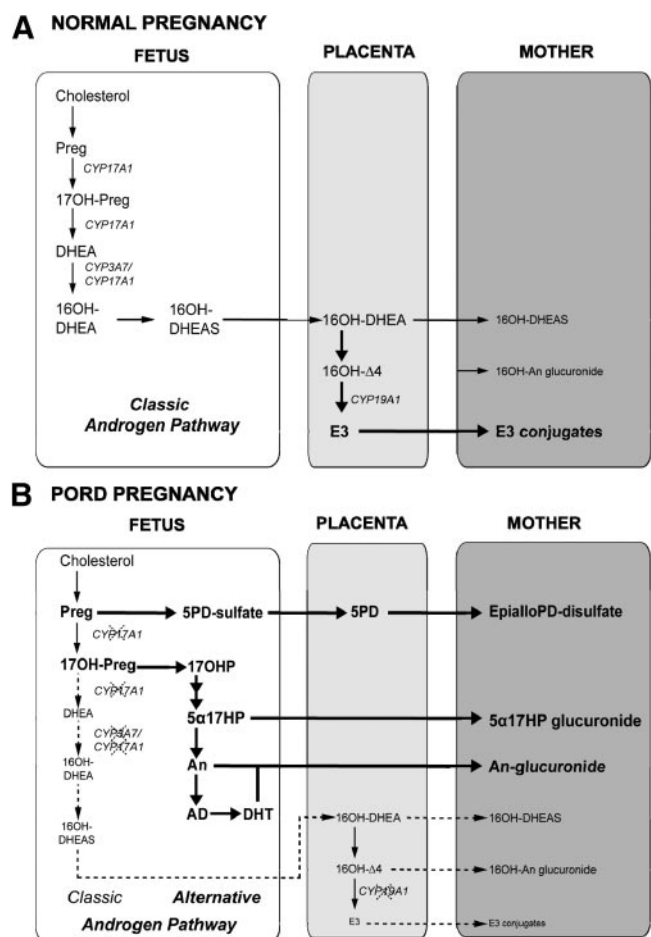 A NORMAL PREGNANCY
FETUS PLACENTA MOTHER
Cholesterol
Preg
CYP17A1
17OH-Preg
CYP17A1
DHEA
CYP3A7/
CYP17A1
16OH-
DHEA
16OH-
DHEAS
16OH-DHEA
16OH-DHEAS
16OH-Δ4
16OH-An glucuronide
CYP19A1
E3
E3 conjugates
Classic
Androgen Pathway
B PORD PREGNANCY
FETUS PLACENTA MOTHER
Cholesterol
Preg 5PD-sulfate 5PD EpialloPD-disulfate
CYP17A1
17OH-Preg 17OHP
CYP17A1
DHEA
5α17HP 5α17HP glucuronide
CYP3A7/
CYP17A1
16OH-
DHEA
An An-glucuronide
AD DHT
16OH-
DHEAS
16OH-DHEA 16OH-DHEAS
16OH-Δ4 16OH-An glucuronide
CYP19A1
E3 E3 conjugates
Classic Alternative
Androgen Pathway